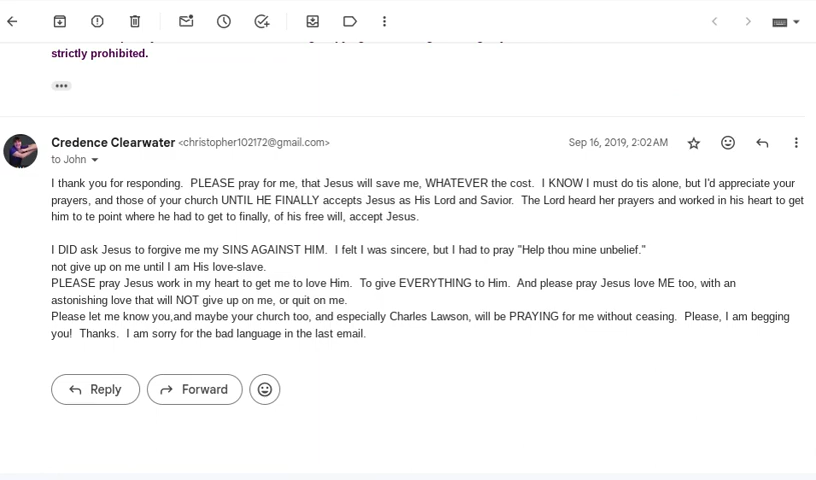 strictly prohibited.
Credence Clearwater <christopher102172@gmail.com>
Sep 16, 2019, 2:02 AM
to John
I thank you for responding.  PLEASE pray for me, that Jesus will save me, WHATEVER the cost.  I KNOW I must do tis alone, but I'd appreciate your
prayers, and those of your church UNTIL HE FINALLY accepts Jesus as His Lord and Savior.  The Lord heard her prayers and worked in his heart to get
him to te point where he had to get to finally, of his free will, accept Jesus.
I DID ask Jesus to forgive me my SINS AGAINST HIM.  I felt I was sincere, but I had to pray "Help thou mine unbelief."
not give up on me until I am His love-slave.
PLEASE pray Jesus work in my heart to get me to love Him.  To give EVERYTHING to Him.  And please pray Jesus love ME too, with an
astonishing love that will NOT give up on me, or quit on me.
Please let me know you,and maybe your church too, and especially Charles Lawson, will be PRAYING for me without ceasing.  Please, I am begging
you!  Thanks.  I am sorry for the bad language in the last email.
Reply
Forward